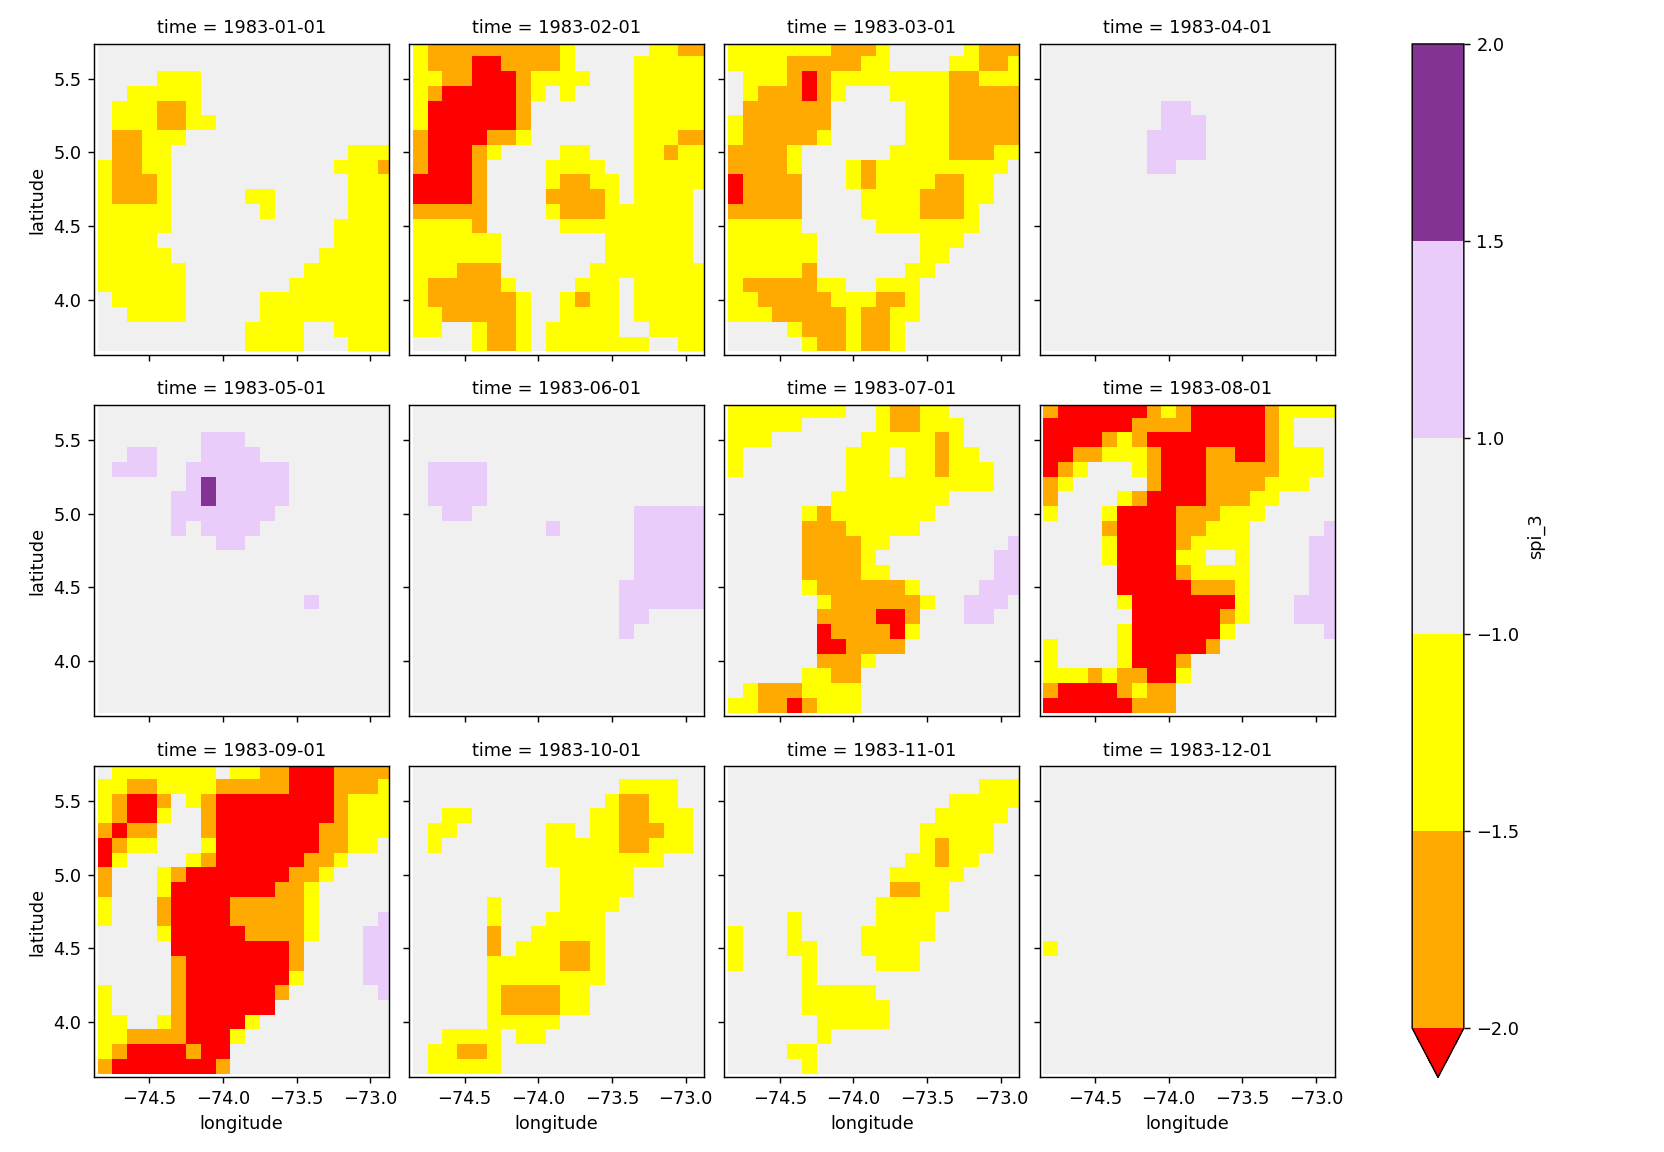 time = 1983-01-01
time = 1983-02-01
time = 1983-03-01
time = 1983-04-01
2.0
5.5
5.0
4.5
4.0
latitude
1.5
1.0
time = 1983-05-01
time = 1983-06-01
time = 1983-07-01
time = 1983-08-01
5.5
5.0
4.5
4.0
latitude
spi_3
−1.0
−1.5
time = 1983-09-01
time = 1983-10-01
time = 1983-11-01
time = 1983-12-01
5.5
5.0
4.5
4.0
latitude
−2.0
−74.5 −74.0 −73.5 −73.0
−74.5 −74.0 −73.5 −73.0
−74.5 −74.0 −73.5 −73.0
−74.5 −74.0 −73.5 −73.0
longitude
longitude
longitude
longitude